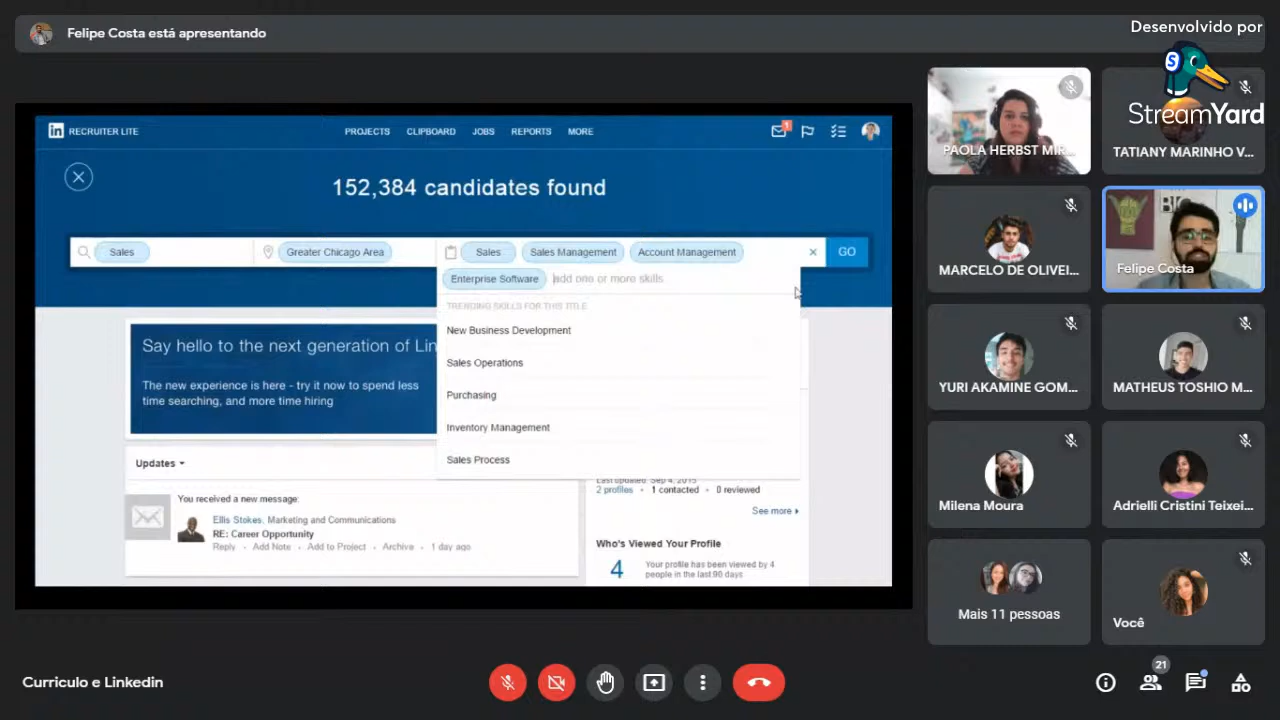 Felipe Costa está apresentando
Desenvolvido por
StreamYard
in RECRUITER LITE
PROJECTS CLIPBOARD JOBS REPORTS MORE
1
152,384 candidates found
Sales
Greater Chicago Area
Sales Sales Management Account Management
GO
Enterprise Software add one or more skills
TRENDING SKILLS FOR THIS TITLE
New Business Development
Sales Operations
Purchasing
Inventory Management
Sales Process
Say hello to the next generation of Lin
The new experience is here - try it now to spend less
time searching, and more time hiring
Updates
You received a new message:
Ellis Stokes, Marketing and Communications
RE: Career Opportunity
Reply · Add Note · Add to Project · Archive · 1 day ago
Last updated: Sep 4, 2015
2 profiles · 1 contacted · 0 reviewed
See more
Who's Viewed Your Profile
4
Your profile has been viewed by 4
people in the last 90 days
PAOLA HERBST MIR...
TATIANY MARINHO V...
MARCELO DE OLIVEI...
Felipe Costa
YURI AKAMINE GOM...
MATHEUS TOSHIO M...
Milena Moura
Adrielli Cristini Teixei...
Mais 11 pessoas
Você
Curriculo e Linkedin
21